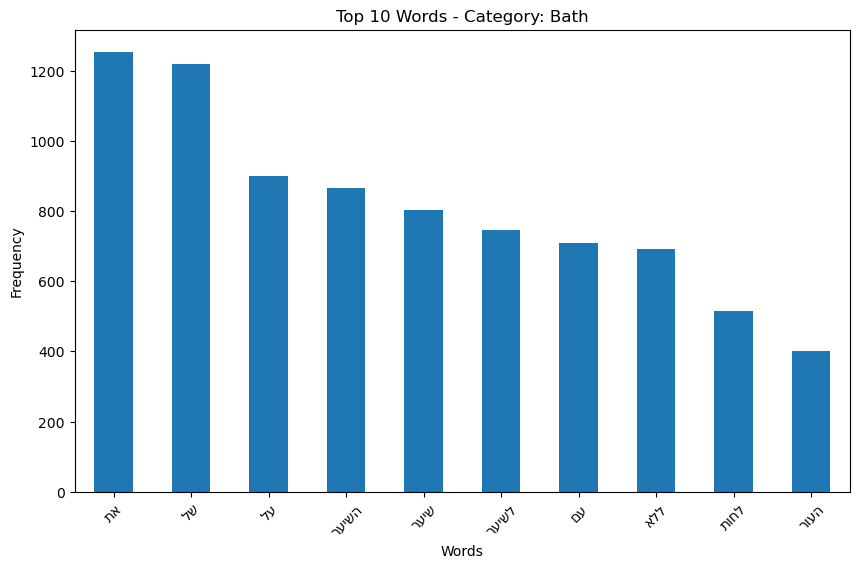 Top 10 Words - Category: Bath
1200
1000
800
600
400
200
0
Frequency
את
של
על
השיער
שיער
לשיער
עם
ללא
לחות
העור
Words